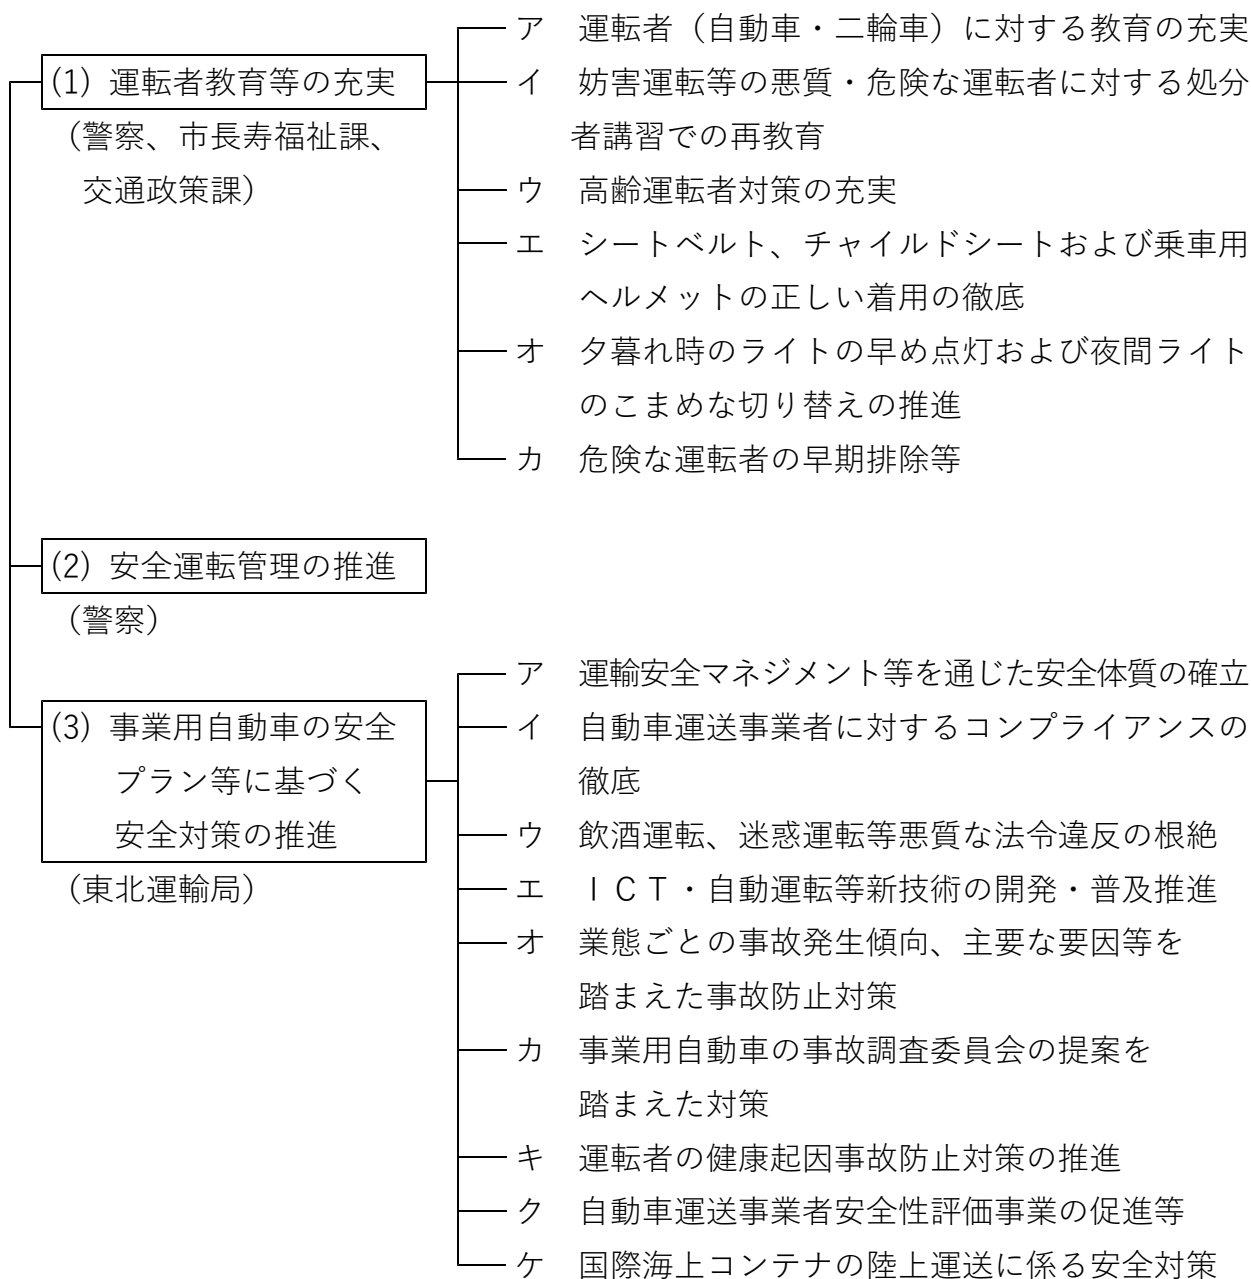 (1) 運転者教育等の充実
（警察、市長寿福祉課、
交通政策課）
ア　運転者（自動車・二輪車）に対する教育の充実
イ　妨害運転等の悪質・危険な運転者に対する処分
者講習での再教育
ウ　高齢運転者対策の充実
エ　シートベルト、チャイルドシートおよび乗車用
ヘルメットの正しい着用の徹底
オ　夕暮れ時のライトの早め点灯および夜間ライト
のこまめな切り替えの推進
カ　危険な運転者の早期排除等
(2) 安全運転管理の推進
（警察）
(3) 事業用自動車の安全
プラン等に基づく
安全対策の推進
（東北運輸局）
ア　運輸安全マネジメント等を通じた安全体質の確立
イ　自動車運送事業者に対するコンプライアンスの
徹底
ウ　飲酒運転、迷惑運転等悪質な法令違反の根絶
エ　ＩＣＴ・自動運転等新技術の開発・普及推進
オ　業態ごとの事故発生傾向、主要な要因等を
踏まえた事故防止対策
カ　事業用自動車の事故調査委員会の提案を
踏まえた対策
キ　運転者の健康起因事故防止対策の推進
ク　自動車運送事業者安全性評価事業の促進等
ケ　国際海上コンテナの陸上運送に係る安全対策